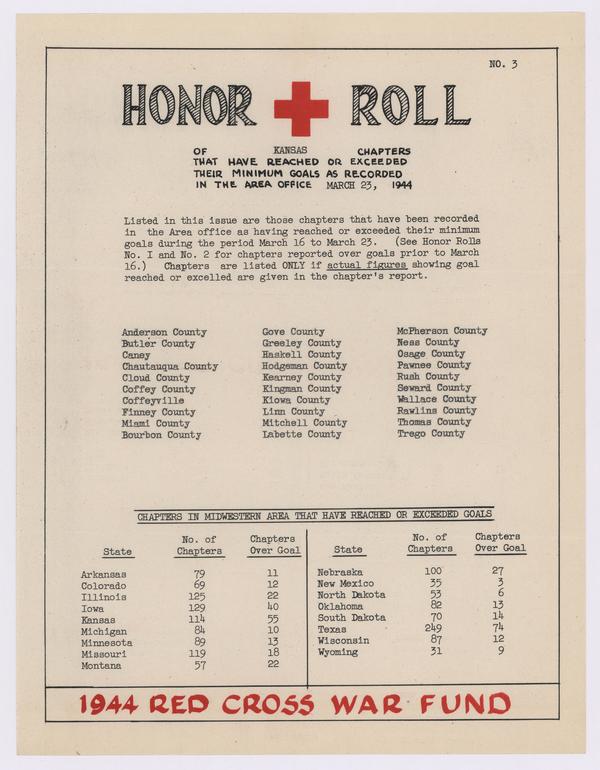 NO. 3
HONOR ROLL
OF KANSAS CHAPTERS
THAT HAVE REACHED OR EXCEEDED
THEIR MINIMUM GOALS AS RECORDED
IN THE AREA OFFICE MARCH 23, 1944
Listed in this issue are those chapters that have been recorded
in the Area office as having reached or exceeded their minimum
goals during the period March 16 to March 23. (See Honor Rolls
No. I and No. 2 for chapters reported over goals prior to March
16.) Chapters are listed ONLY if actual figures showing goal
reached or excelled are given in the chapter's report.
Anderson County Gove County McPherson County
Butler County Greeley County Ness County
Caney Haskell County Osage County
Chautauqua County Hodgeman County Pawnee County
Cloud County Kearney County Rush County
Coffey County Kingman County Seward County
Coffeyville Kiowa County Wallace County
Finney County Linn County Rawlins County
Miami County Mitchell County Thomas County
Bourbon County Labette County Trego County
CHAPTERS IN MIDWESTERN AREA THAT HAVE REACHED OR EXCEEDED GOALS
No. of Chapters No. of Chapters
State Chapters Over Goal State Chapters Over Goal
Arkansas 79 11 Nebraska 100 27
Colorado 69 12 New Mexico 35 3
Illinois 125 22 North Dakota 53 6
Iowa 129 40 Oklahoma 82 13
Kansas 114 55 South Dakota 70 14
Michigan 84 10 Texas 249 74
Minnesota 89 13 Wisconsin 87 12
Missouri 119 18 Wyoming 31 9
Montana 57 22
1944 RED CROSS WAR FUND